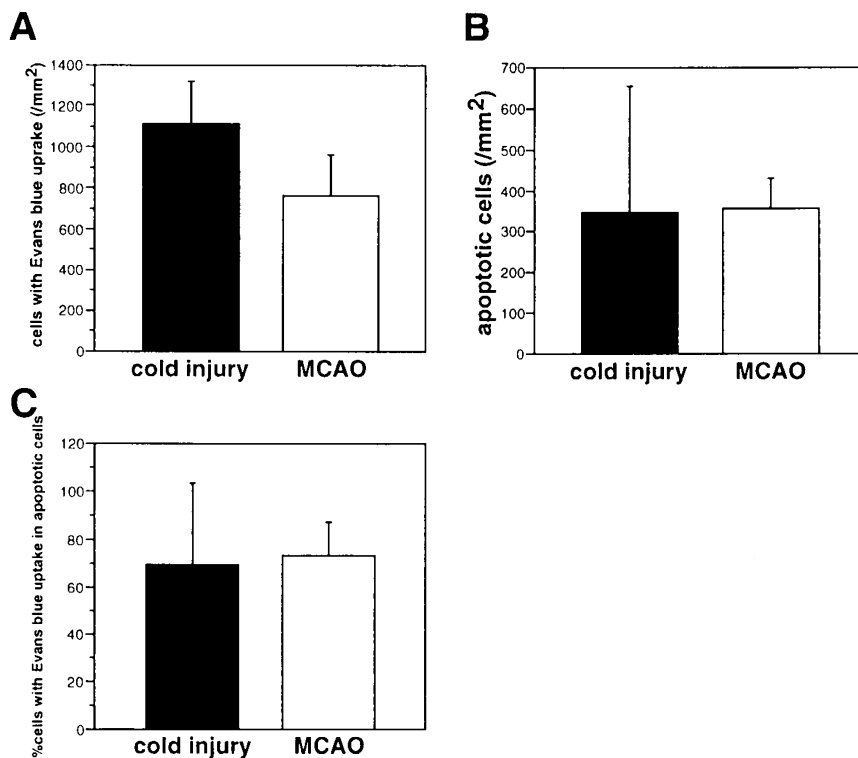 A
cells with Evans blue uprake (/mm2)
1400
1200
1000
800
600
400
200
0
cold injury MCAO
B
apoptotic cells (/mm2)
700
600
500
400
300
200
100
0
cold injury MCAO
C
%cells with Evans blue uptake in apoptotic cells
120
100
80
60
40
20
0
cold injury MCAO